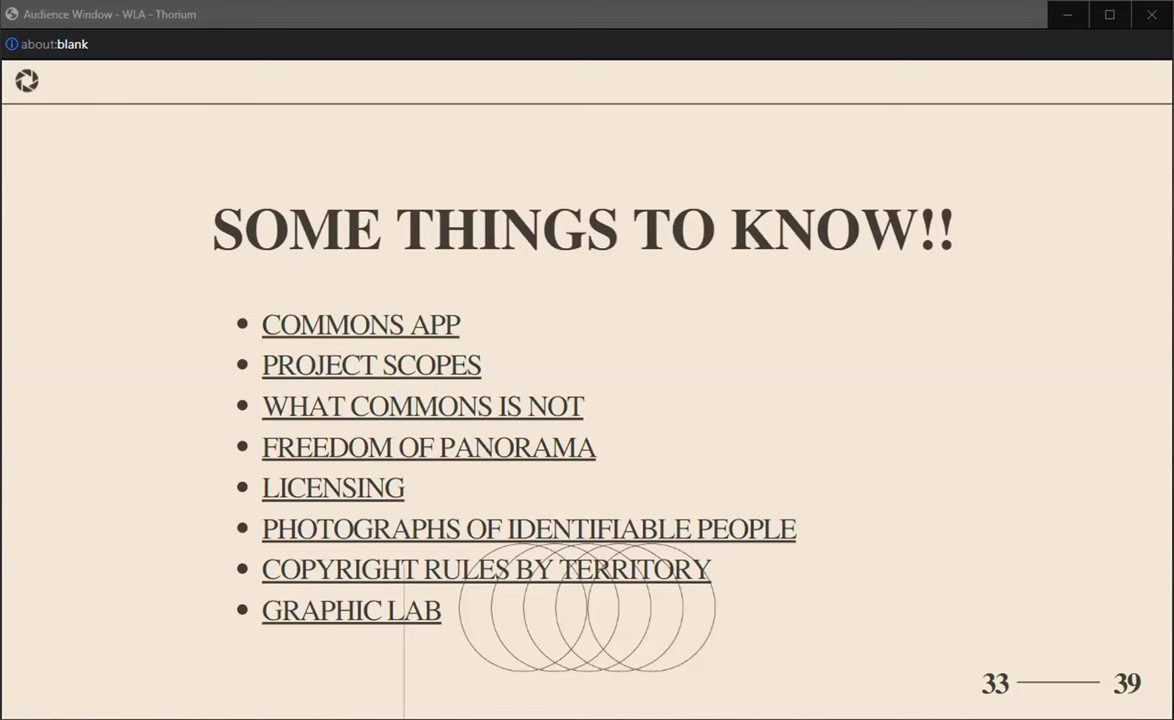 Audience Window - WLA - Thorium
about:blank
SOME THINGS TO KNOW!!
COMMONS APP
PROJECT SCOPES
WHAT COMMONS IS NOT
FREEDOM OF PANORAMA
LICENSING
PHOTOGRAPHS OF IDENTIFIABLE PEOPLE
COPYRIGHT RULES BY TERRITORY
GRAPHIC LAB
33 39